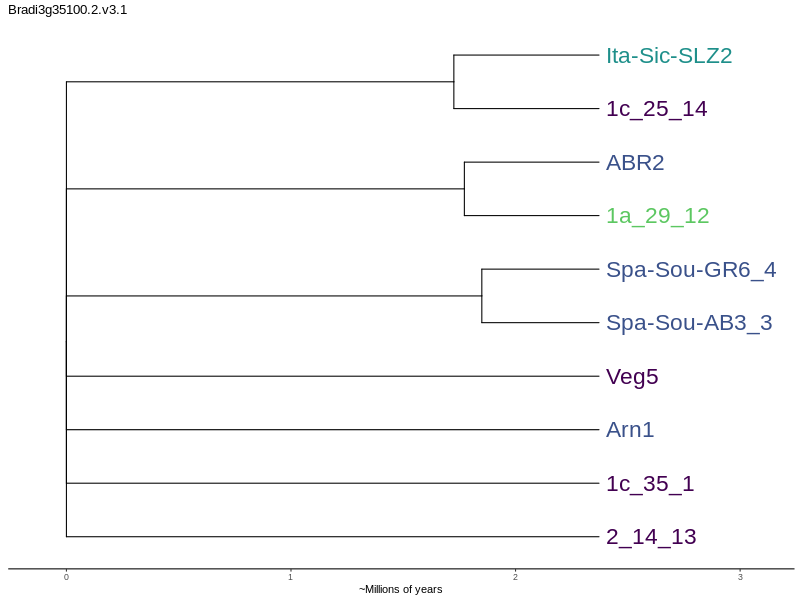 Bradi3g35100.2.v3.1
Ita-Sic-SLZ2
1c_25_14
ABR2
1a_29_12
Spa-Sou-GR6_4
Spa-Sou-AB3_3
Veg5
Arn1
1c_35_1
2_14_13
0 1 2 3
~Millions of years